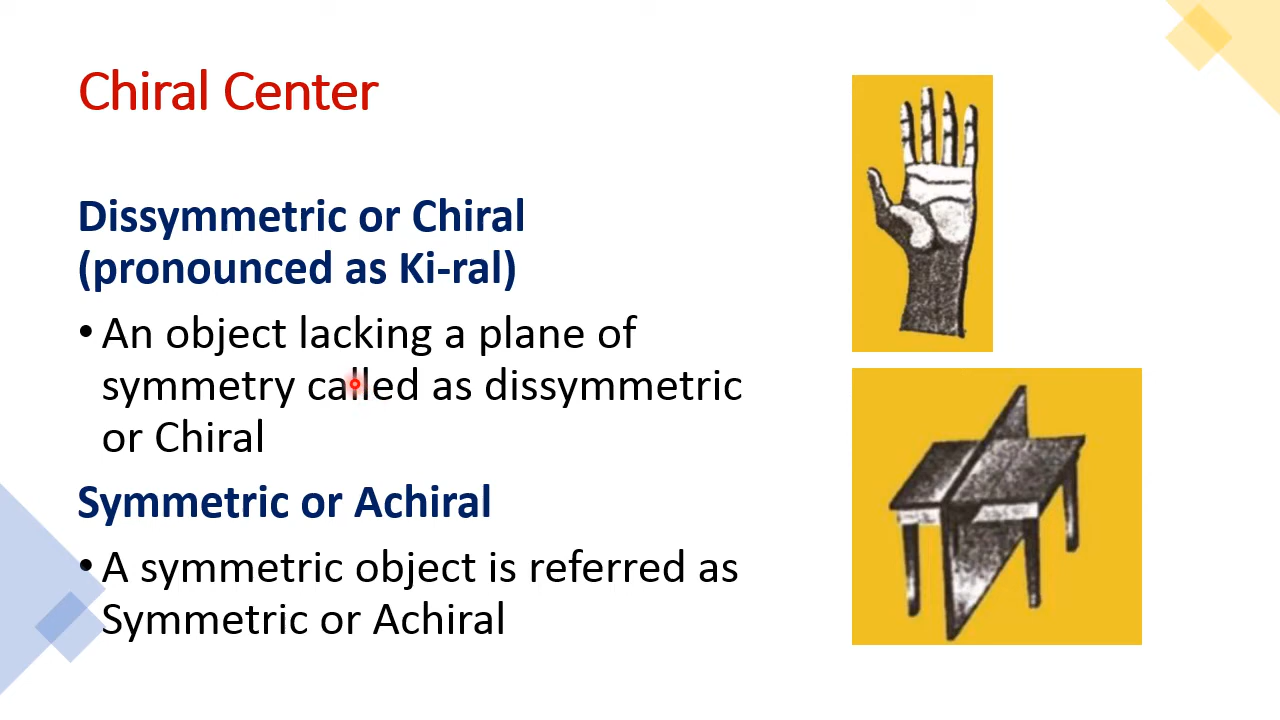 Chiral Center
Dissymmetric or Chiral
(pronounced as Ki-ral)
• An object lacking a plane of
symmetry called as dissymmetric
or Chiral
Symmetric or Achiral
• A symmetric object is referred as
Symmetric or Achiral